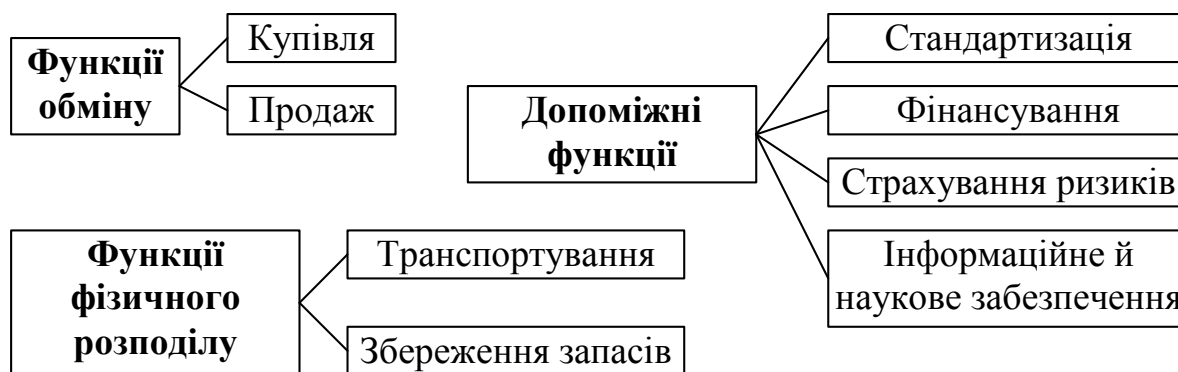 Функції
обміну
Купівля
Продаж
Функції
фізичного
розподілу
Транспортування
Збереження запасів
Допоміжні
функції
Стандартизація
Фінансування
Страхування ризиків
Інформаційне й
наукове забезпечення